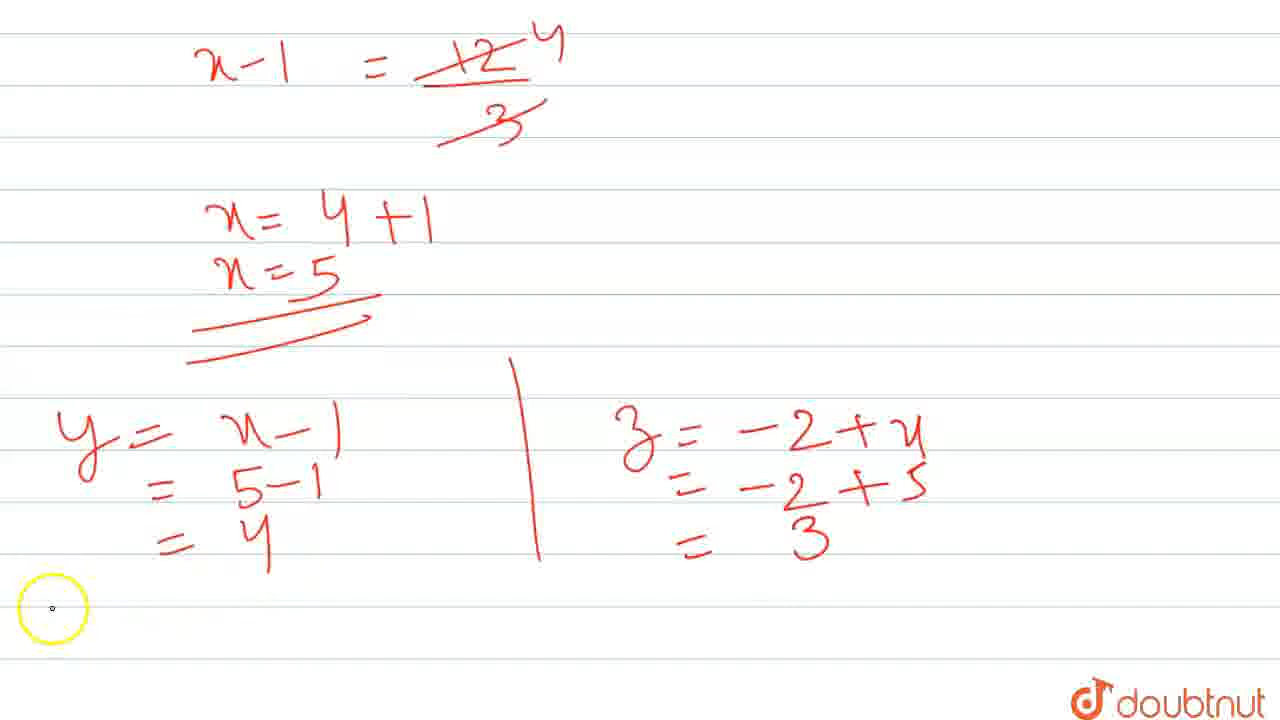 x - 1 = 12/3 4
x = 4 + 1
x = 5
y = x - 1
= 5 - 1
= 4
z = -2 + x
= -2 + 5
= 3
doubtnut